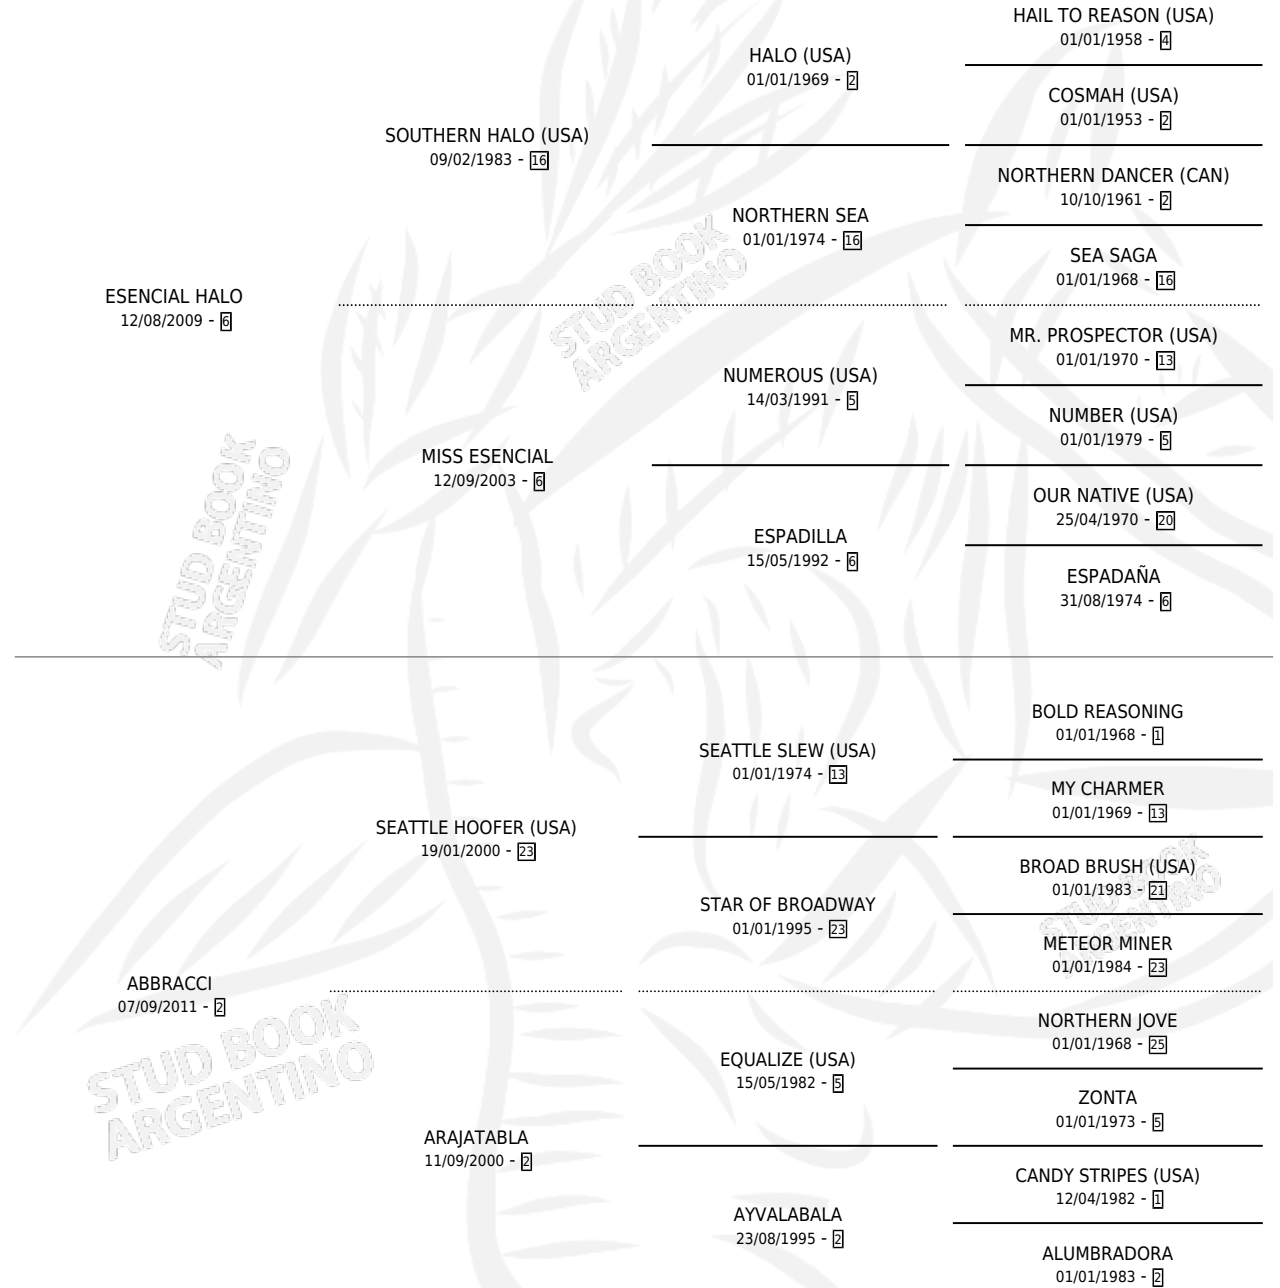 HAIL TO REASON (USA)
01/01/1958 - 4
HALO (USA)
01/01/1969 - 2
COSMAH (USA)
01/01/1953 - 2
SOUTHERN HALO (USA)
09/02/1983 - 16
NORTHERN DANCER (CAN)
10/10/1961 - 2
NORTHERN SEA
01/01/1974 - 16
SEA SAGA
01/01/1968 - 16
ESENCIAL HALO
12/08/2009 - 6
MR. PROSPECTOR (USA)
01/01/1970 - 13
NUMEROUS (USA)
14/03/1991 - 5
NUMBER (USA)
01/01/1979 - 5
MISS ESENCIAL
12/09/2003 - 6
OUR NATIVE (USA)
25/04/1970 - 20
ESPADILLA
15/05/1992 - 6
ESPADAÑA
31/08/1974 - 6
BOLD REASONING
01/01/1968 - 1
SEATTLE SLEW (USA)
01/01/1974 - 13
MY CHARMER
01/01/1969 - 13
SEATTLE HOOFER (USA)
19/01/2000 - 23
BROAD BRUSH (USA)
01/01/1983 - 21
STAR OF BROADWAY
01/01/1995 - 23
METEOR MINER
01/01/1984 - 23
ABBRACCI
07/09/2011 - 2
NORTHERN JOVE
01/01/1968 - 25
EQUALIZE (USA)
15/05/1982 - 5
ZONTA
01/01/1973 - 5
ARAJATABLA
11/09/2000 - 2
CANDY STRIPES (USA)
12/04/1982 - 1
AYVALABALA
23/08/1995 - 2
ALUMBRADORA
01/01/1983 - 2
STUD BOOK
ARGENTINO
STUD BOOK
ARGENTINO
STUD BOOK
ARGENTINO
STUD BOOK
ARGENTINO